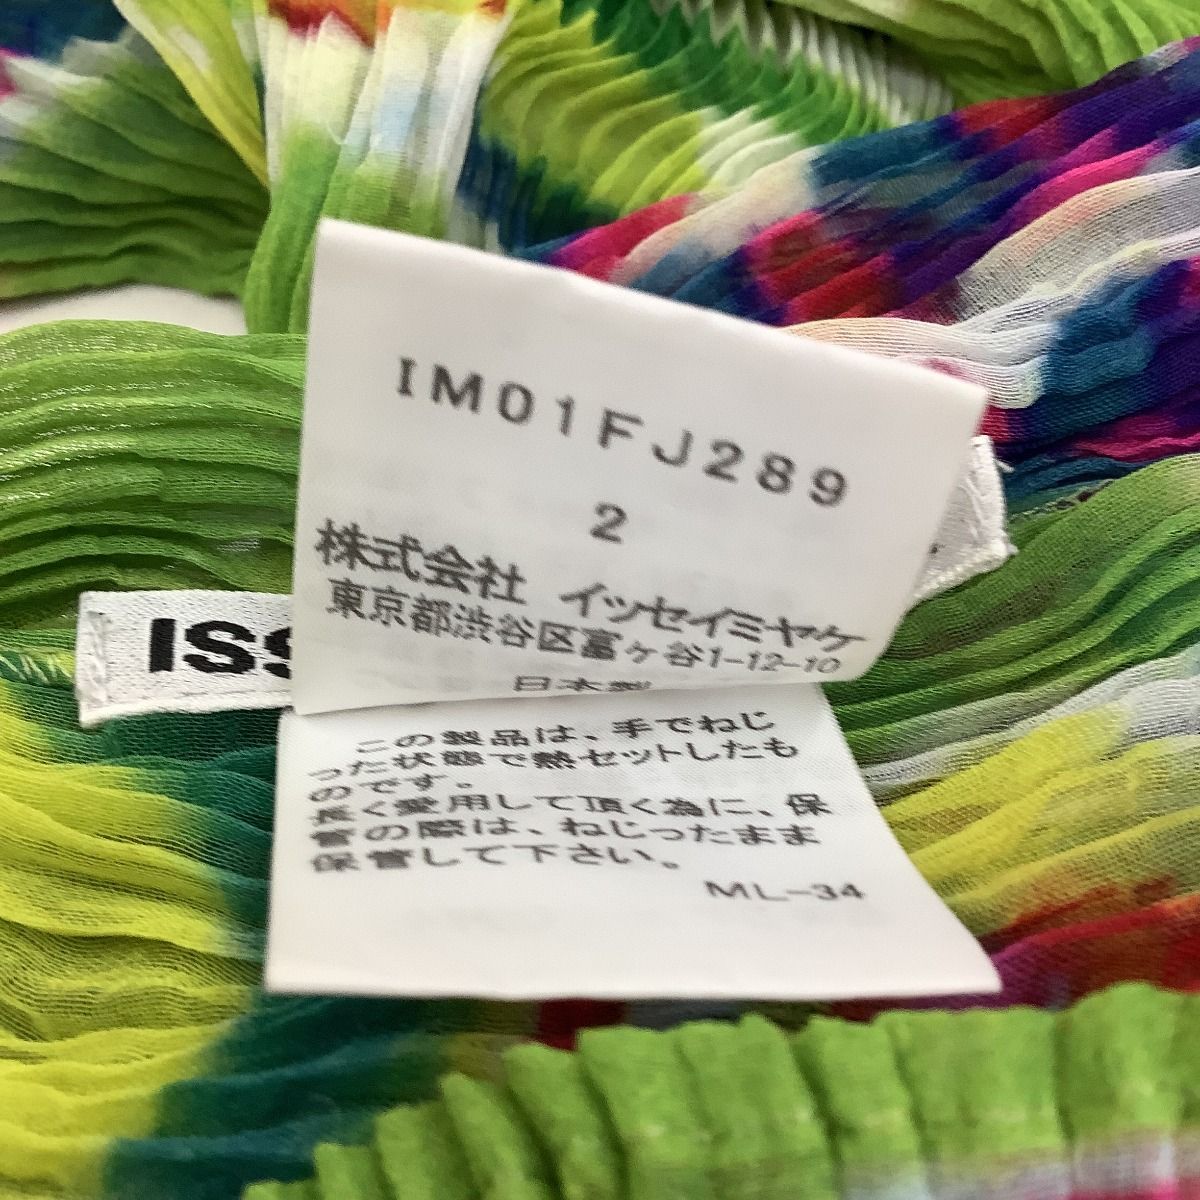 IM01FJ289
2
株式会社 イッセイミヤケ
東京都渋谷区富ヶ谷1-12-10
日本製
ISS
この製品は、手でねじ
った状態で熱セットしたも
のです。
長く愛用して頂く為に、保
管の際は、ねじったまま
保管して下さい。
ML-34